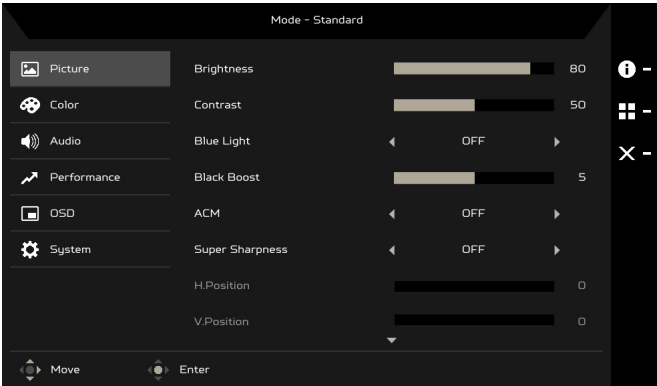 Mode - Standard
Picture Brightness 80
Color Contrast 50
Audio Blue Light OFF
Performance Black Boost 5
OSD ACM OFF
System Super Sharpness OFF
H.Position 0
V.Position 0
Move Enter